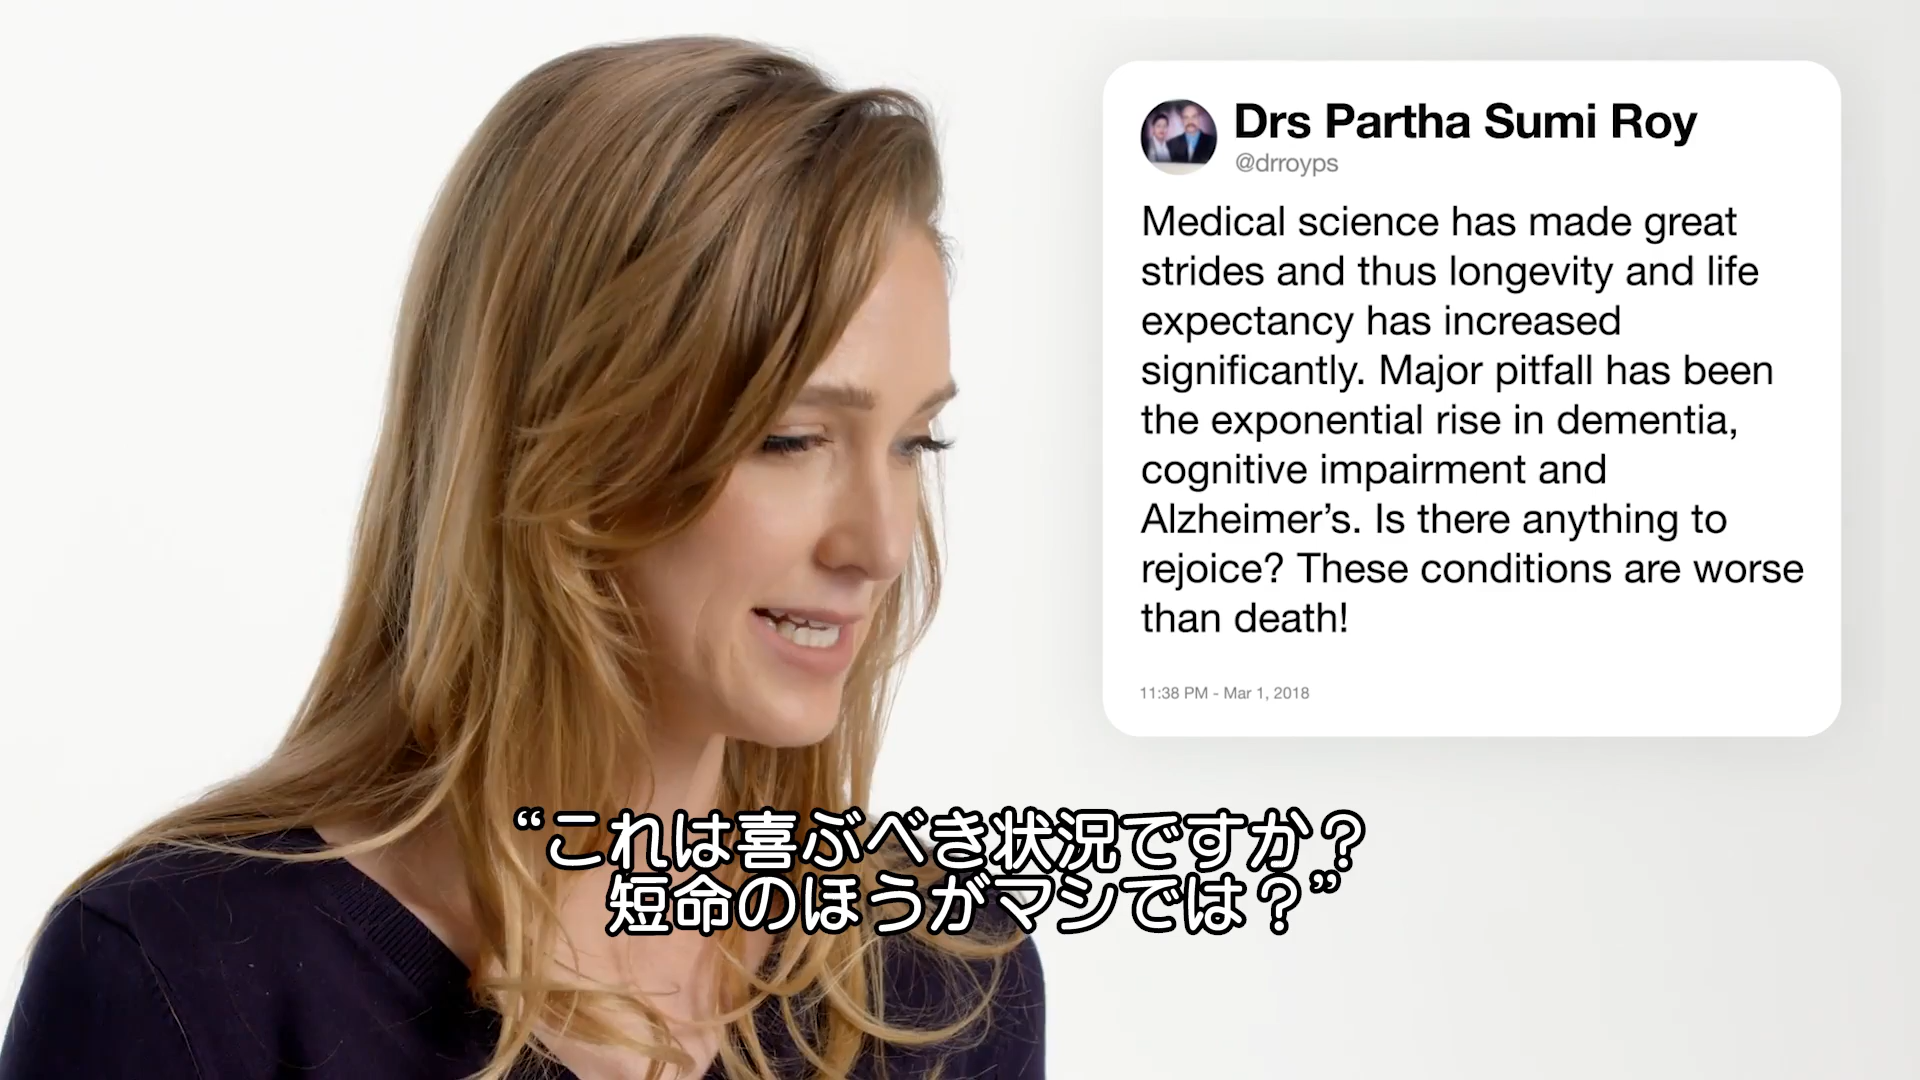 Drs Partha Sumi Roy
@drroyps
Medical science has made great
strides and thus longevity and life
expectancy has increased
significantly. Major pitfall has been
the exponential rise in dementia,
cognitive impairment and
Alzheimer’s. Is there anything to
rejoice? These conditions are worse
than death!
11:38 PM - Mar 1, 2018
“これは喜ぶべき状況ですか？
短命のほうがマシでは？”